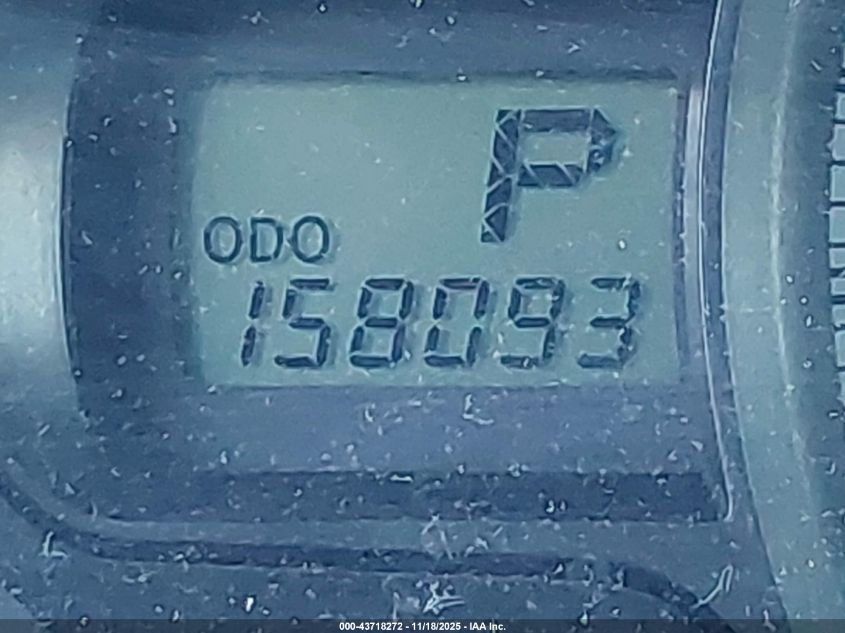 P
ODO
158093
000-43718272 - 11/18/2025 - IAA Inc.